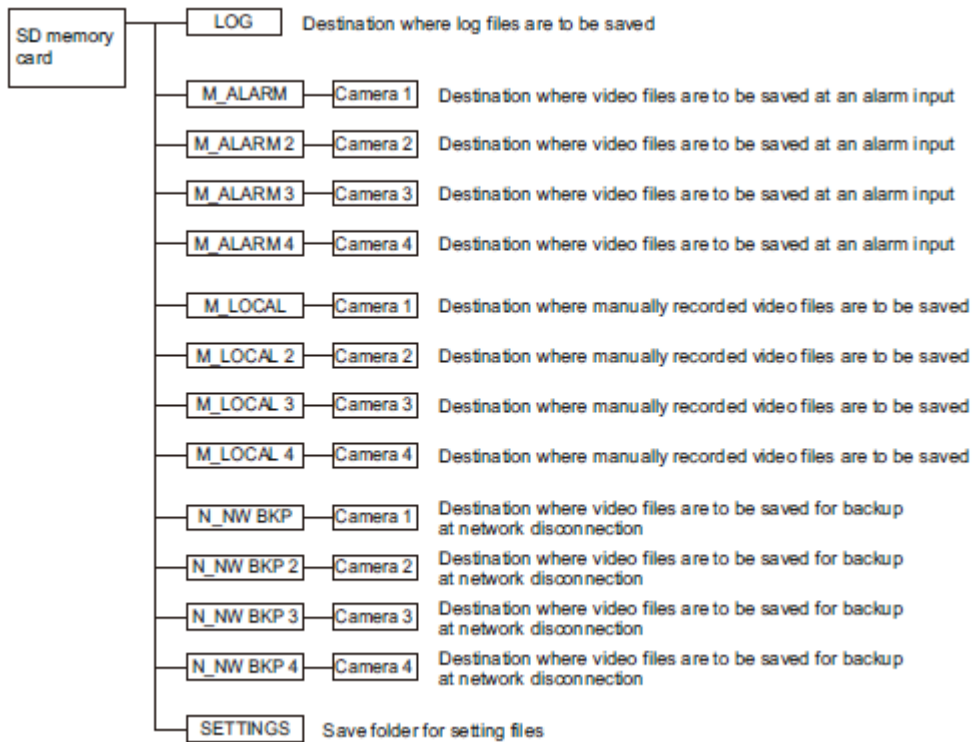 SD memory
card
LOG Destination where log files are to be saved
M_ALARM Camera 1 Destination where video files are to be saved at an alarm input
M_ALARM 2 Camera 2 Destination where video files are to be saved at an alarm input
M_ALARM 3 Camera 3 Destination where video files are to be saved at an alarm input
M_ALARM 4 Camera 4 Destination where video files are to be saved at an alarm input
M_LOCAL Camera 1 Destination where manually recorded video files are to be saved
M_LOCAL 2 Camera 2 Destination where manually recorded video files are to be saved
M_LOCAL 3 Camera 3 Destination where manually recorded video files are to be saved
M_LOCAL 4 Camera 4 Destination where manually recorded video files are to be saved
N_NW BKP Camera 1 Destination where video files are to be saved for backup
at network disconnection
N_NW BKP 2 Camera 2 Destination where video files are to be saved for backup
at network disconnection
N_NW BKP 3 Camera 3 Destination where video files are to be saved for backup
at network disconnection
N_NW BKP 4 Camera 4 Destination where video files are to be saved for backup
at network disconnection
SETTINGS Save folder for setting files